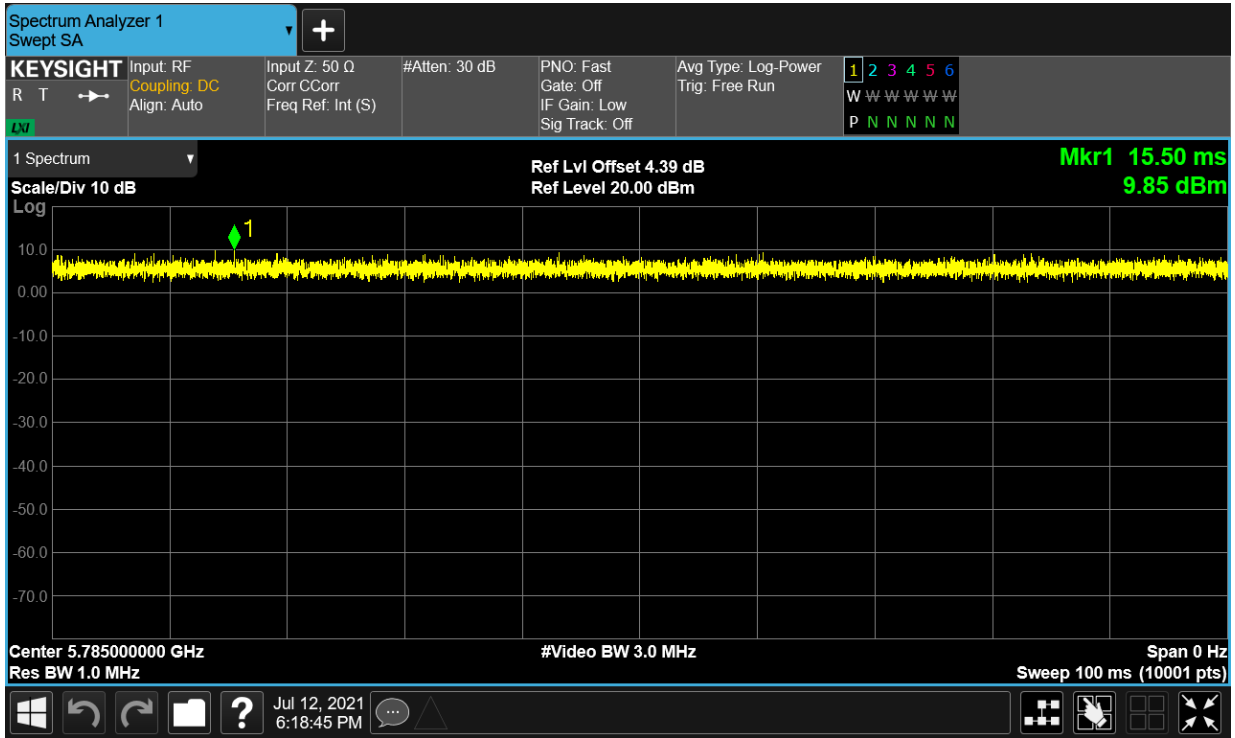 Spectrum Analyzer 1
Swept SA
KEYSIGHT
R T
LXI
Input: RF
Coupling: DC
Align: Auto
Input Z: 50 Ω
Corr CCorr
Freq Ref: Int (S)
#Atten: 30 dB
PNO: Fast
Gate: Off
IF Gain: Low
Sig Track: Off
Avg Type: Log-Power
Trig: Free Run
1 2 3 4 5 6
W W W W W W
P N N N N N
1 Spectrum
Scale/Div 10 dB
Log
Ref Lvl Offset 4.39 dB
Ref Level 20.00 dBm
Mkr1 15.50 ms
9.85 dBm
1
10.0
0.00
-10.0
-20.0
-30.0
-40.0
-50.0
-60.0
-70.0
Center 5.785000000 GHz
Res BW 1.0 MHz
#Video BW 3.0 MHz
Span 0 Hz
Sweep 100 ms (10001 pts)
?
Jul 12, 2021
6:18:45 PM